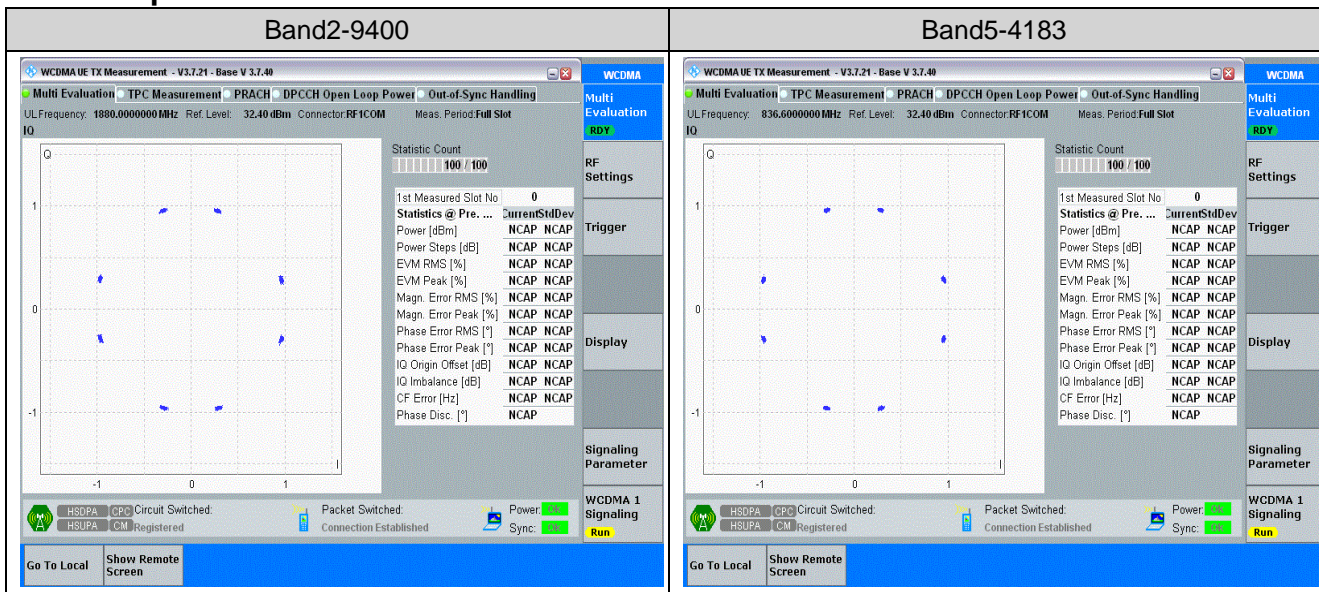 Band2-9400
WCDMA UE TX Measurement - V3.7.21 - Base V 3.7.40
WCDMA
Multi Evaluation TPC Measurement PRACH DPCCH Open Loop Power Out-of-Sync Handling
Multi
Evaluation
RDY
UL Frequency: 1880.0000000 MHz Ref. Level: 32.40 dBm Connector:RF1COM Meas. Period:Full Slot
IQ
Q
1
0
-1
-1 0 1
I
Statistic Count
100 / 100
1st Measured Slot No 0
Statistics @ Pre. ... CurrentStdDev
Power [dBm] NCAP NCAP
Power Steps [dB] NCAP NCAP
EVM RMS [%] NCAP NCAP
EVM Peak [%] NCAP NCAP
Magn. Error RMS [%] NCAP NCAP
Magn. Error Peak [%] NCAP NCAP
Phase Error RMS [°] NCAP NCAP
Phase Error Peak [°] NCAP NCAP
IQ Origin Offset [dB] NCAP NCAP
IQ Imbalance [dB] NCAP NCAP
CF Error [Hz] NCAP NCAP
Phase Disc. [°] NCAP
RF
Settings
Trigger
Display
Signaling
Parameter
WCDMA 1
Signaling
Run
HSDPA CPC Circuit Switched: Packet Switched: Power: OK
HSUPA CM Registered Connection Established Sync: OK
Go To Local
Show Remote
Screen
Band5-4183
WCDMA UE TX Measurement - V3.7.21 - Base V 3.7.40
WCDMA
Multi Evaluation TPC Measurement PRACH DPCCH Open Loop Power Out-of-Sync Handling
Multi
Evaluation
RDY
UL Frequency: 836.6000000 MHz Ref. Level: 32.40 dBm Connector:RF1COM Meas. Period:Full Slot
IQ
Q
1
0
-1
-1 0 1
I
Statistic Count
100 / 100
1st Measured Slot No 0
Statistics @ Pre. ... CurrentStdDev
Power [dBm] NCAP NCAP
Power Steps [dB] NCAP NCAP
EVM RMS [%] NCAP NCAP
EVM Peak [%] NCAP NCAP
Magn. Error RMS [%] NCAP NCAP
Magn. Error Peak [%] NCAP NCAP
Phase Error RMS [°] NCAP NCAP
Phase Error Peak [°] NCAP NCAP
IQ Origin Offset [dB] NCAP NCAP
IQ Imbalance [dB] NCAP NCAP
CF Error [Hz] NCAP NCAP
Phase Disc. [°] NCAP
RF
Settings
Trigger
Display
Signaling
Parameter
WCDMA 1
Signaling
Run
HSDPA CPC Circuit Switched: Packet Switched: Power: OK
HSUPA CM Registered Connection Established Sync: OK
Go To Local
Show Remote
Screen